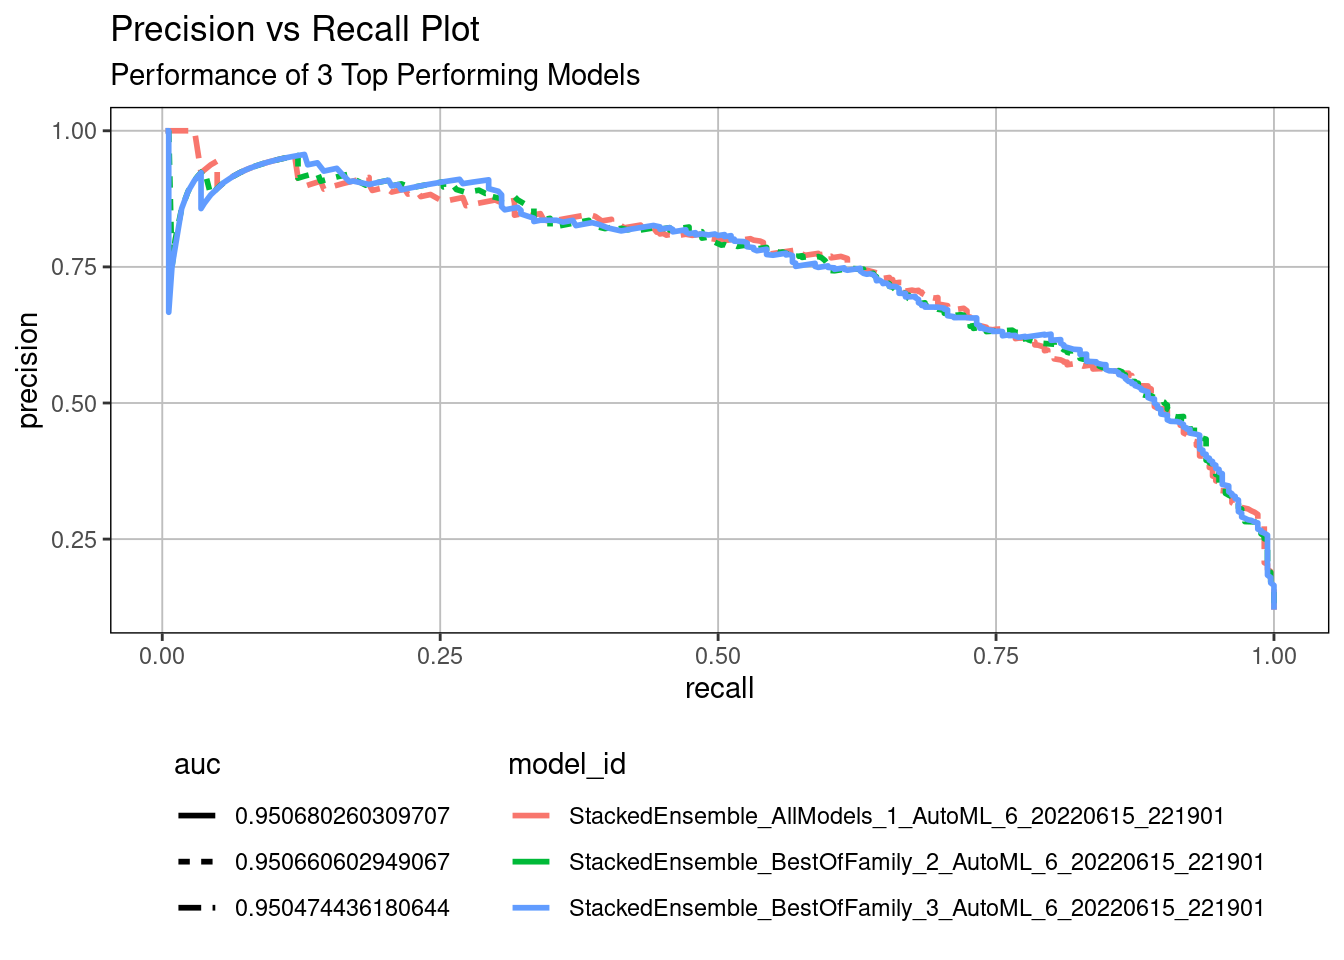 Precision vs Recall Plot
Performance of 3 Top Performing Models
1.00
0.75
0.50
0.25
precision
0.00 0.25 0.50 0.75 1.00
recall
auc
0.950680260309707
0.950660602949067
0.950474436180644
model_id
StackedEnsemble_AllModels_1_AutoML_6_20220615_221901
StackedEnsemble_BestOfFamily_2_AutoML_6_20220615_221901
StackedEnsemble_BestOfFamily_3_AutoML_6_20220615_221901